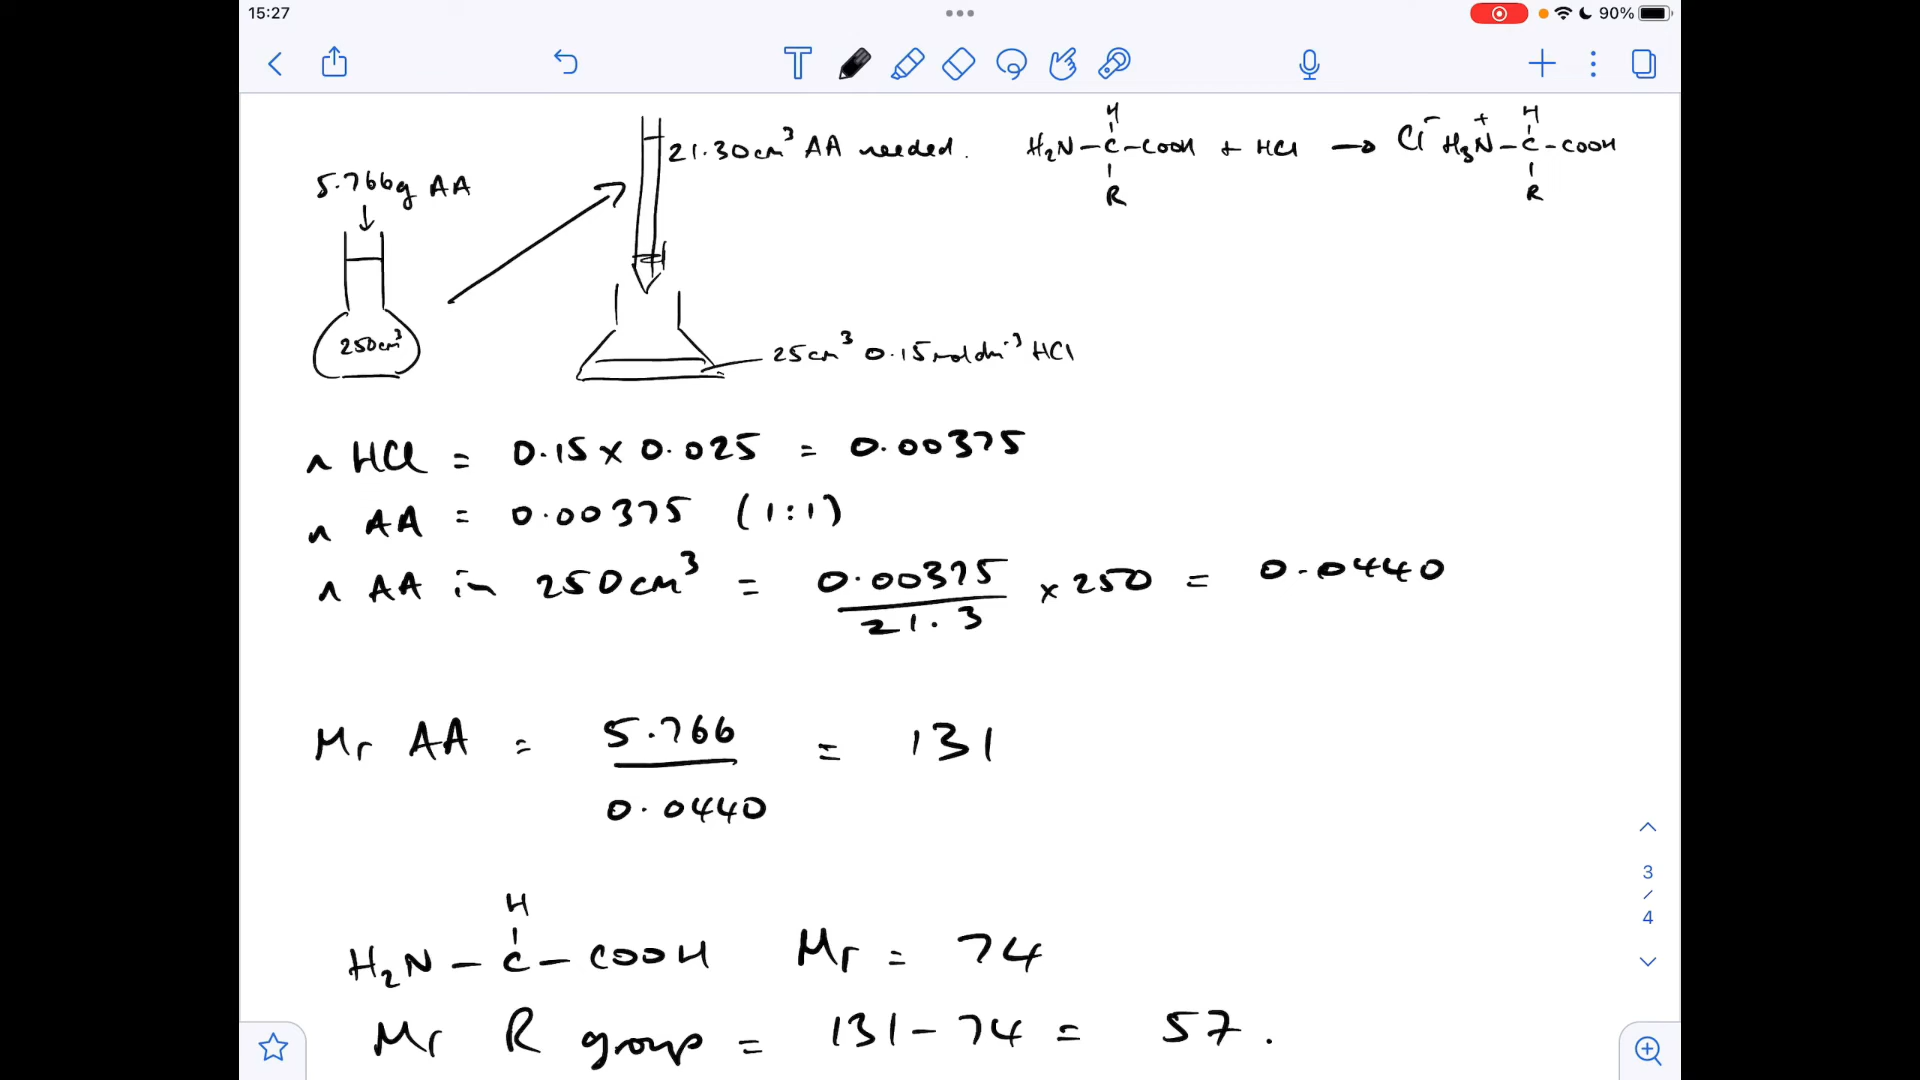 15:27
90%
21.30cm³ AA needed.
H₂N-C-COOH + HCl → Cl⁻ H₃N⁺-C-COOH
H
R
H
R
5.766g AA
250cm³
25cm³ 0.15moldm⁻³ HCl
n HCl = 0.15 x 0.025 = 0.00375
n AA = 0.00375 (1:1)
n AA in 250cm³ = 0.00375/21.3 x 250 = 0.0440
Mr AA = 5.766/0.0440 = 131
H
H₂N-C-COOH Mr = 74
Mr R group = 131-74 = 57.
3/4